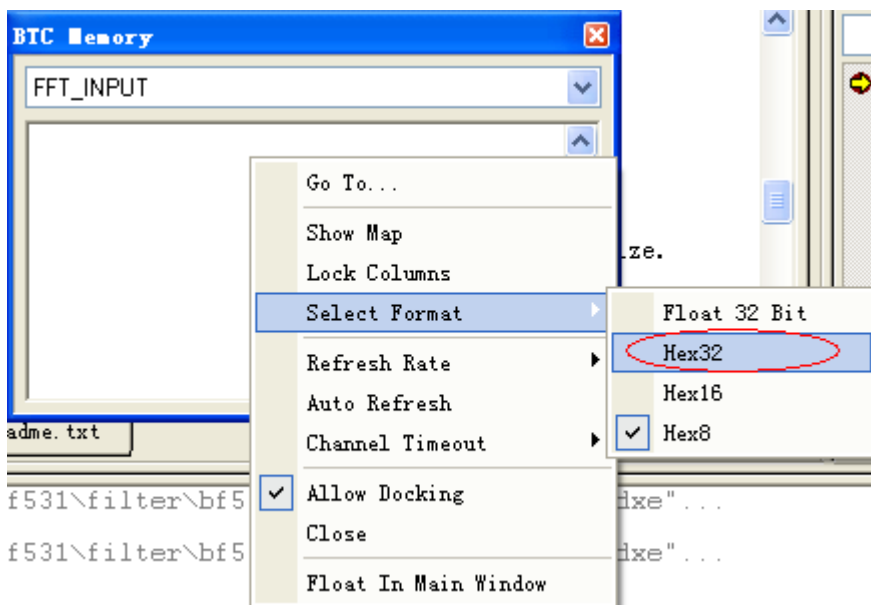 BTC Memory
FFT_INPUT
Go To...
Show Map
Lock Columns
Select Format
Refresh Rate
Auto Refresh
Channel Timeout
Allow Docking
Close
Float In Main Window
ize.
Float 32 Bit
Hex32
Hex16
Hex8
adme.txt
f531\filter\bf5
dxe"...
f531\filter\bf5
dxe"...